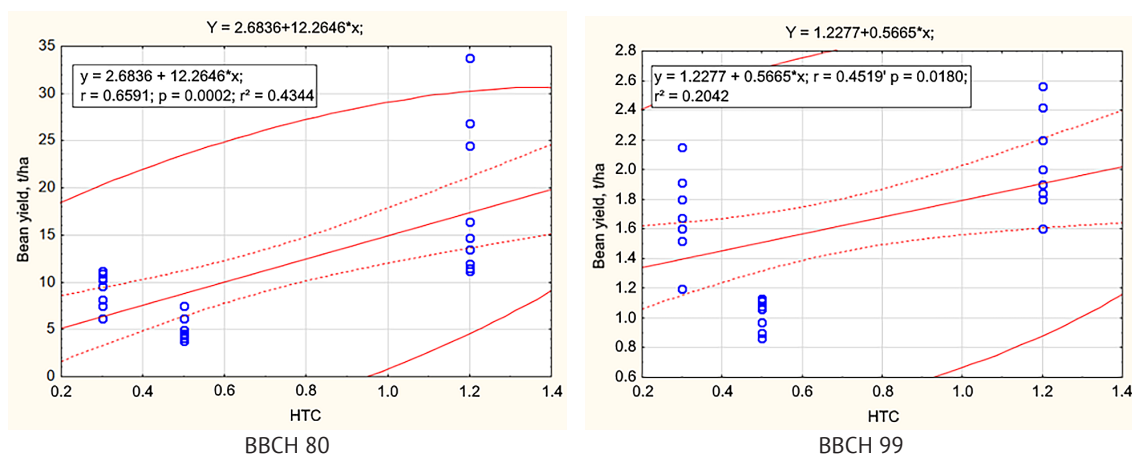 Y = 2.6836+12.2646*x;
y = 2.6836 + 12.2646*x;
r = 0.6591; p = 0.0002; r² = 0.4344
Bean yield, t/ha
35
30
25
20
15
10
5
0
0.2 0.4 0.6 0.8 1.0 1.2 1.4
HTC
BBCH 80
Y = 1.2277+0.5665*x;
y = 1.2277 + 0.5665*x; r = 0.4519' p = 0.0180;
r² = 0.2042
Bean yield, t/ha
2.8
2.6
2.4
2.2
2.0
1.8
1.6
1.4
1.2
1.0
0.8
0.6
0.2 0.4 0.6 0.8 1.0 1.2 1.4
HTC
BBCH 99